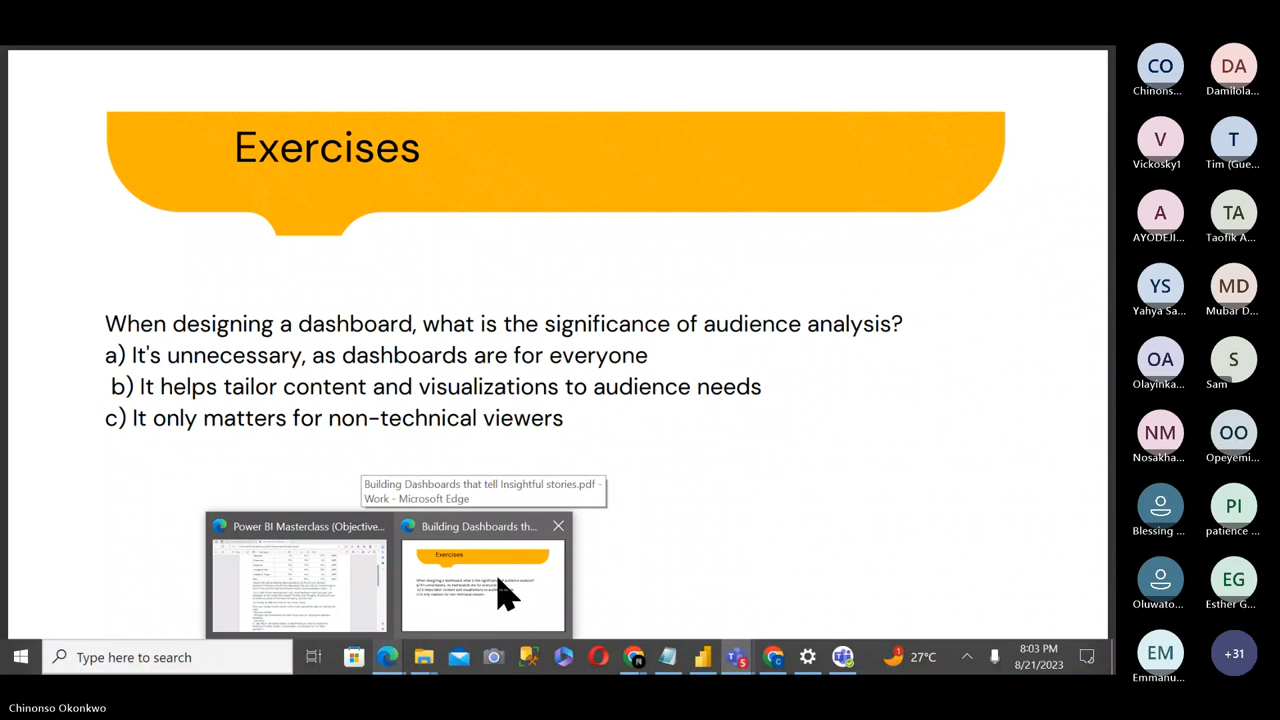 Exercises
When designing a dashboard, what is the significance of audience analysis?
a) It's unnecessary, as dashboards are for everyone
b) It helps tailor content and visualizations to audience needs
c) It only matters for non-technical viewers
Building Dashboards that tell Insightful stories.pdf -
Work - Microsoft Edge
Power BI Masterclass (Objective...
Building Dashboards th...
Exercises
Type here to search
1
27°C
8:03 PM
8/21/2023
CO
Chinons...
DA
Damilola...
V
Vickosky1
T
Tim (Gue...
A
AYODEJI...
TA
Taofik A...
YS
Yahya Sa...
MD
Mubar D...
OA
Olayinka...
S
Sam
NM
Nosakha...
OO
Opeyemi...
Blessing ...
PI
patience ...
Oluwato...
EG
Esther G...
EM
Emmanu...
+31
Chinonso Okonkwo